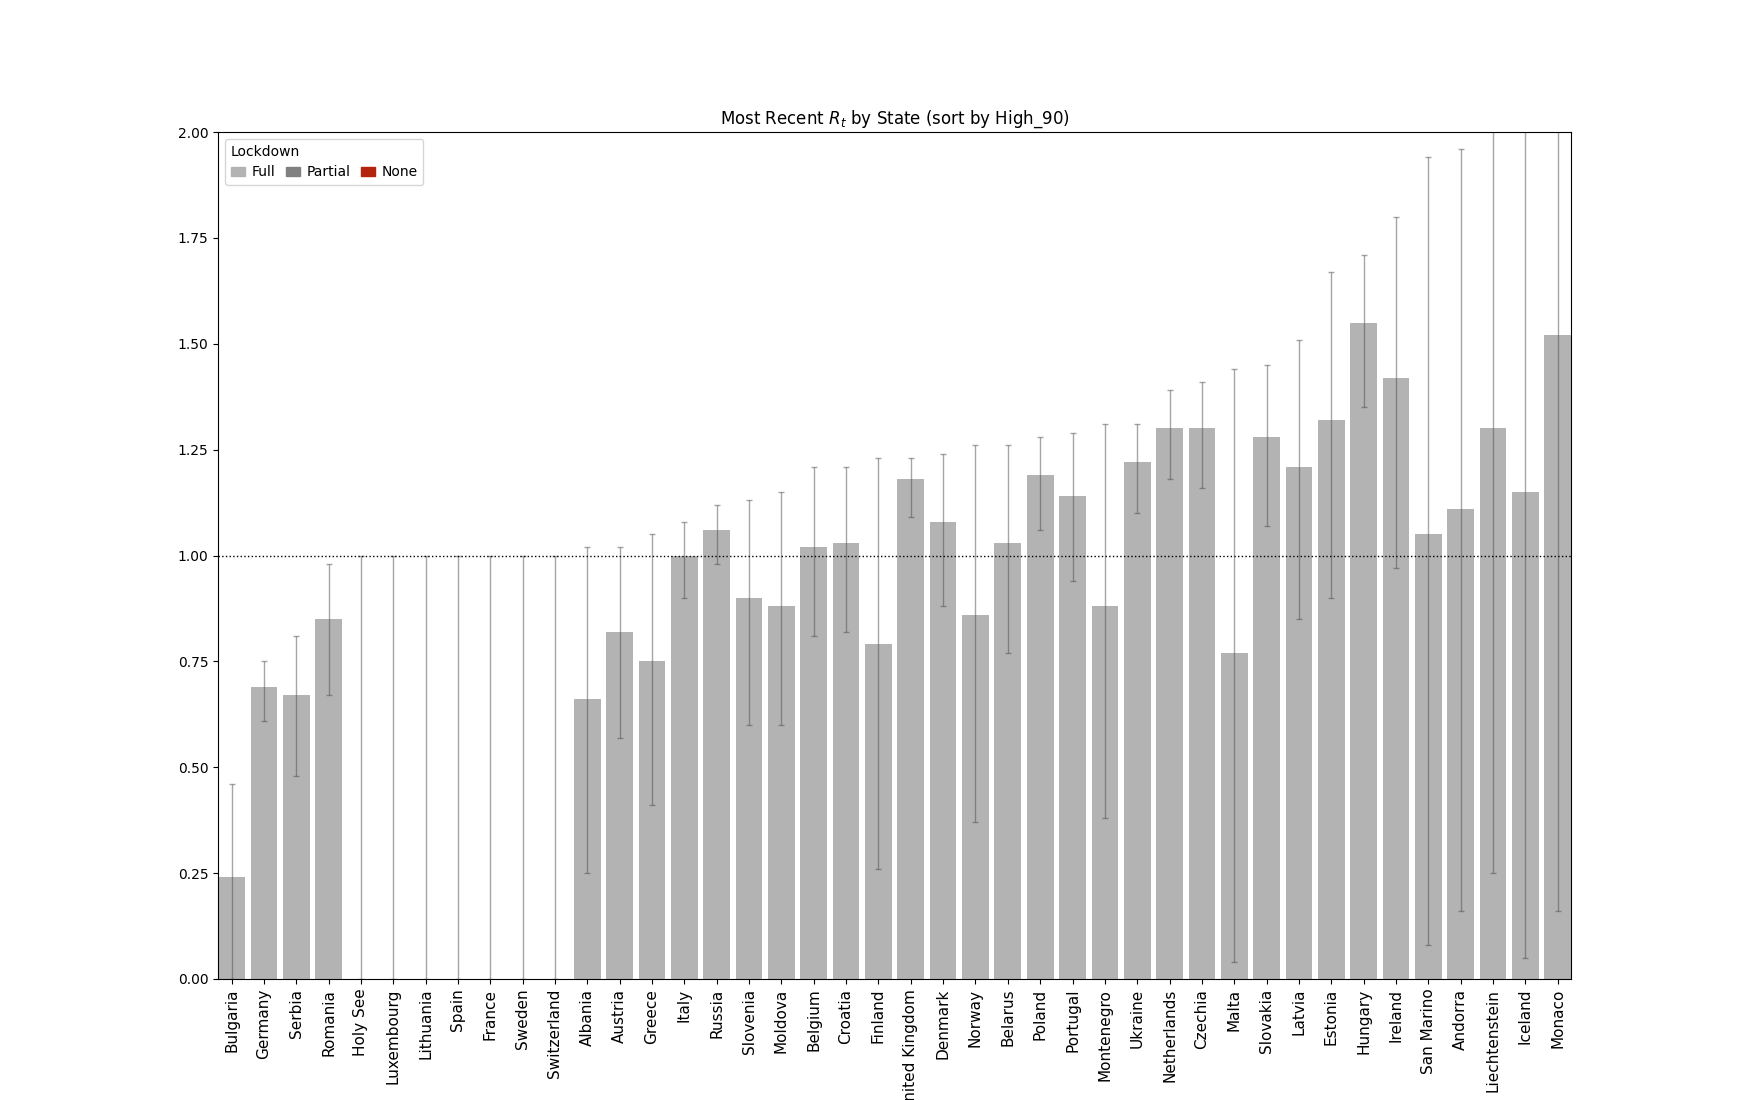 Most Recent R_t by State (sort by High_90)
Lockdown
Full Partial None
2.00
1.75
1.50
1.25
1.00
0.75
0.50
0.25
0.00
Bulgaria
Germany
Serbia
Romania
Holy See
Luxembourg
Lithuania
Spain
France
Sweden
Switzerland
Albania
Austria
Greece
Italy
Russia
Slovenia
Moldova
Belgium
Croatia
Finland
nited Kingdom
Denmark
Norway
Belarus
Poland
Portugal
Montenegro
Ukraine
Netherlands
Czechia
Malta
Slovakia
Latvia
Estonia
Hungary
Ireland
San Marino
Andorra
Liechtenstein
Iceland
Monaco